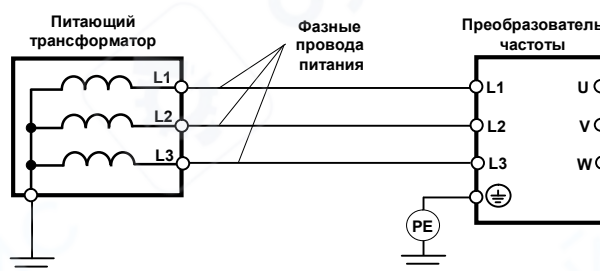 Питающий
трансформатор
Фазные
провода
питания
Преобразователь
частоты
L1
L2
L3
L1
L2
L3
U
V
W
PE